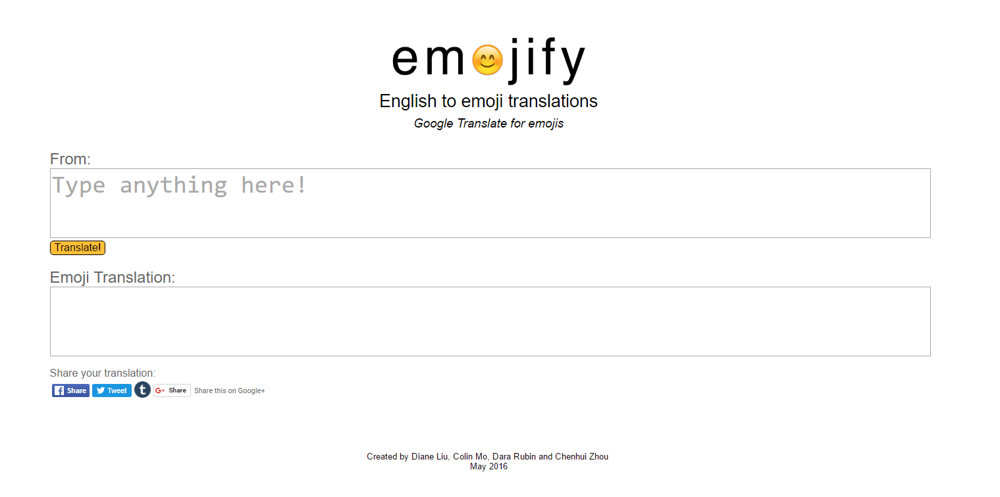 em😊jify
English to emoji translations
Google Translate for emojis
From:
Type anything here!
Translate!
Emoji Translation:
Share your translation:
Share Tweet t G+ Share Share this on Google+
Created by Diane Liu, Colin Mo, Dara Rubin and Chenhui Zhou
May 2016